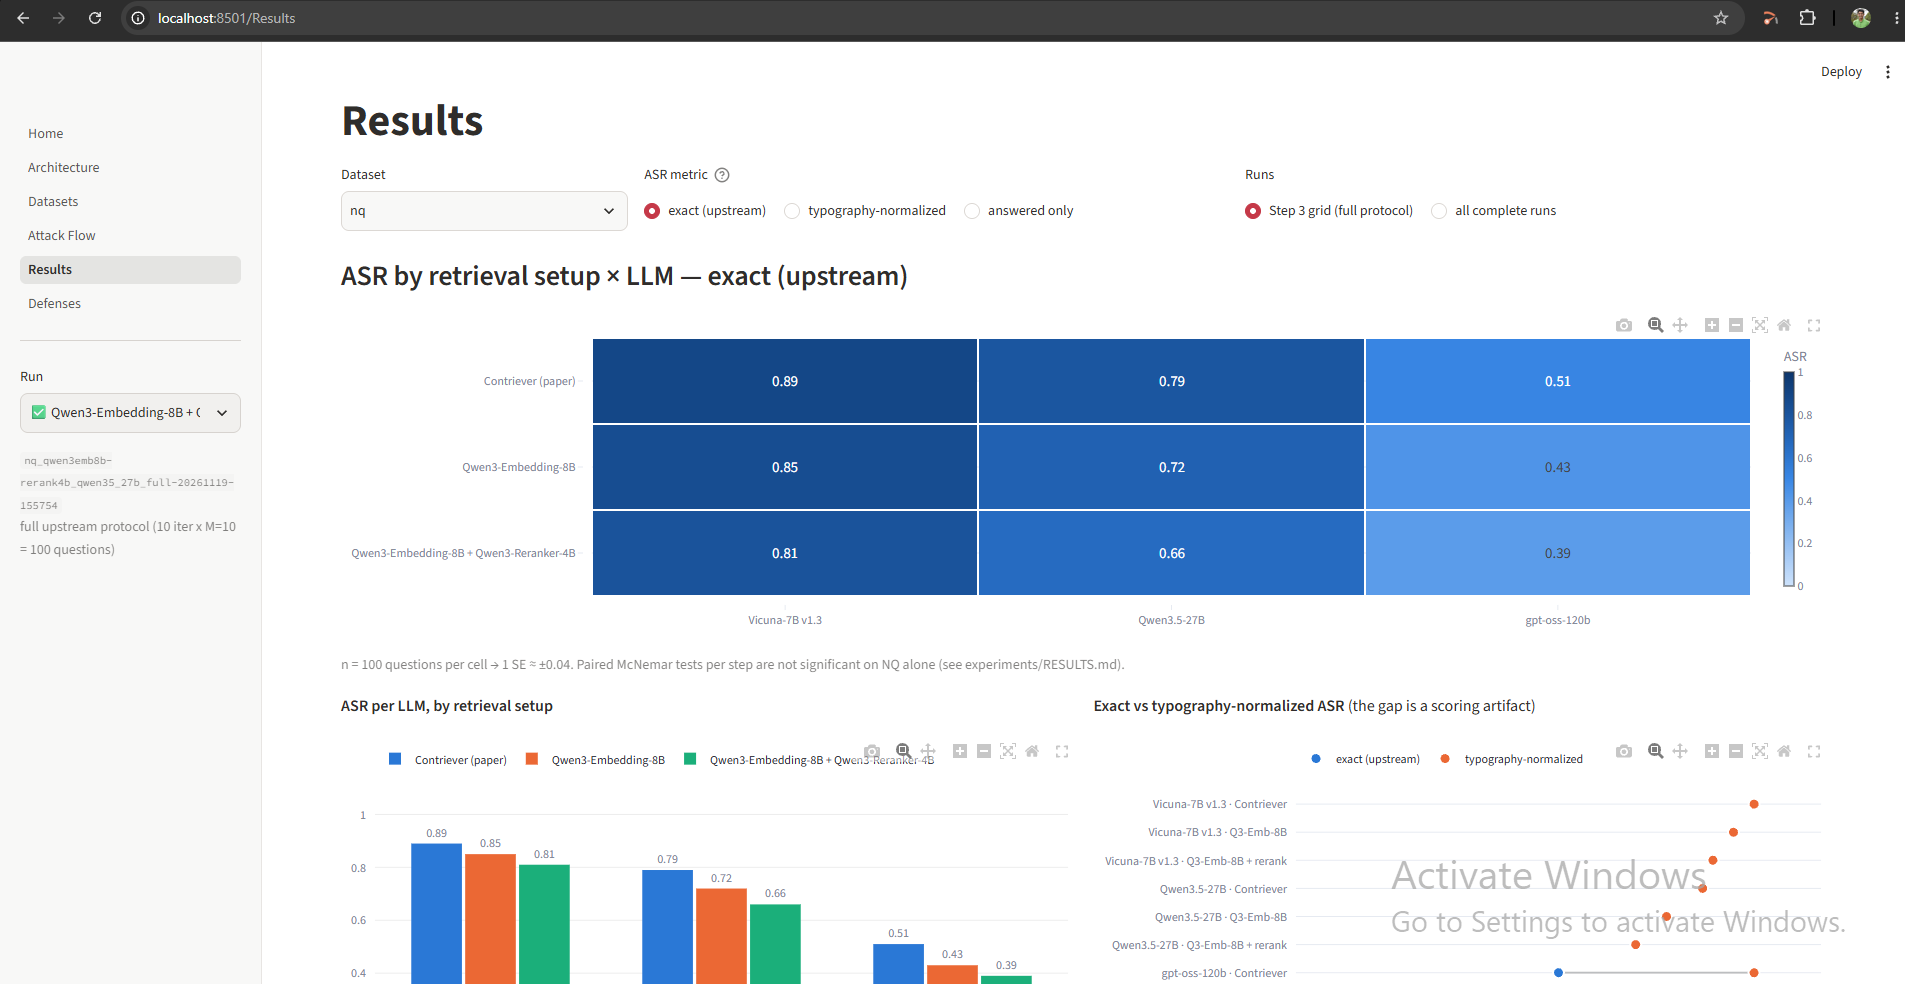 localhost:8501/Results
Deploy
Home
Architecture
Datasets
Attack Flow
Results
Defenses
Run
Qwen3-Embedding-8B + (
nq_qwen3emb8b-
rerank4b_qwen35_27b_full-20261119-
155754
full upstream protocol (10 iter x M=10
= 100 questions)
Results
Dataset
nq
ASR metric
exact (upstream) typography-normalized answered only
Runs
Step 3 grid (full protocol) all complete runs
ASR by retrieval setup × LLM — exact (upstream)
Contriever (paper) 0.89 0.79 0.51
Qwen3-Embedding-8B 0.85 0.72 0.43
Qwen3-Embedding-8B + Qwen3-Reranker-4B 0.81 0.66 0.39
Vicuna-7B v1.3 Qwen3.5-27B gpt-oss-120b
ASR
1
0.8
0.6
0.4
0.2
0
n = 100 questions per cell → 1 SE ≈ ±0.04. Paired McNemar tests per step are not significant on NQ alone (see experiments/RESULTS.md).
ASR per LLM, by retrieval setup
Contriever (paper) Qwen3-Embedding-8B Qwen3-Embedding-8B + Qwen3-Reranker-4B
1
0.8
0.6
0.4
0.89 0.85 0.81
0.79 0.72 0.66
0.51 0.43 0.39
Exact vs typography-normalized ASR (the gap is a scoring artifact)
exact (upstream) typography-normalized
Vicuna-7B v1.3 · Contriever
Vicuna-7B v1.3 · Q3-Emb-8B
Vicuna-7B v1.3 · Q3-Emb-8B + rerank
Qwen3.5-27B · Contriever
Qwen3.5-27B · Q3-Emb-8B
Qwen3.5-27B · Q3-Emb-8B + rerank
gpt-oss-120b · Contriever
Activate Windows
Go to Settings to activate Windows.